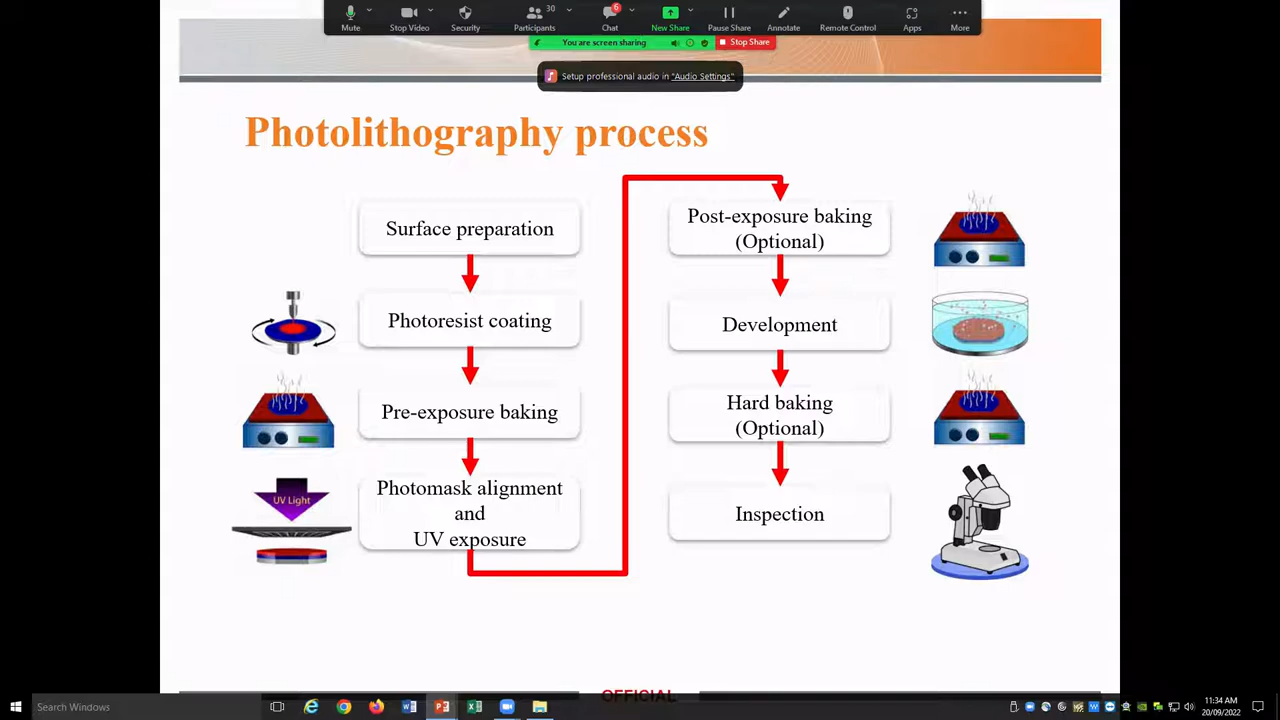 30
6
Mute
Stop Video
Security
Participants
Chat
New Share
Pause Share
Annotate
Remote Control
Apps
More
You are screen sharing
Stop Share
Setup professional audio in "Audio Settings"
Photolithography process
Surface preparation
Photoresist coating
Pre-exposure baking
UV Light
Photomask alignment
and
UV exposure
Post-exposure baking
(Optional)
Development
Hard baking
(Optional)
Inspection
OFFICIAL
Search Windows
11:34 AM
20/09/2022